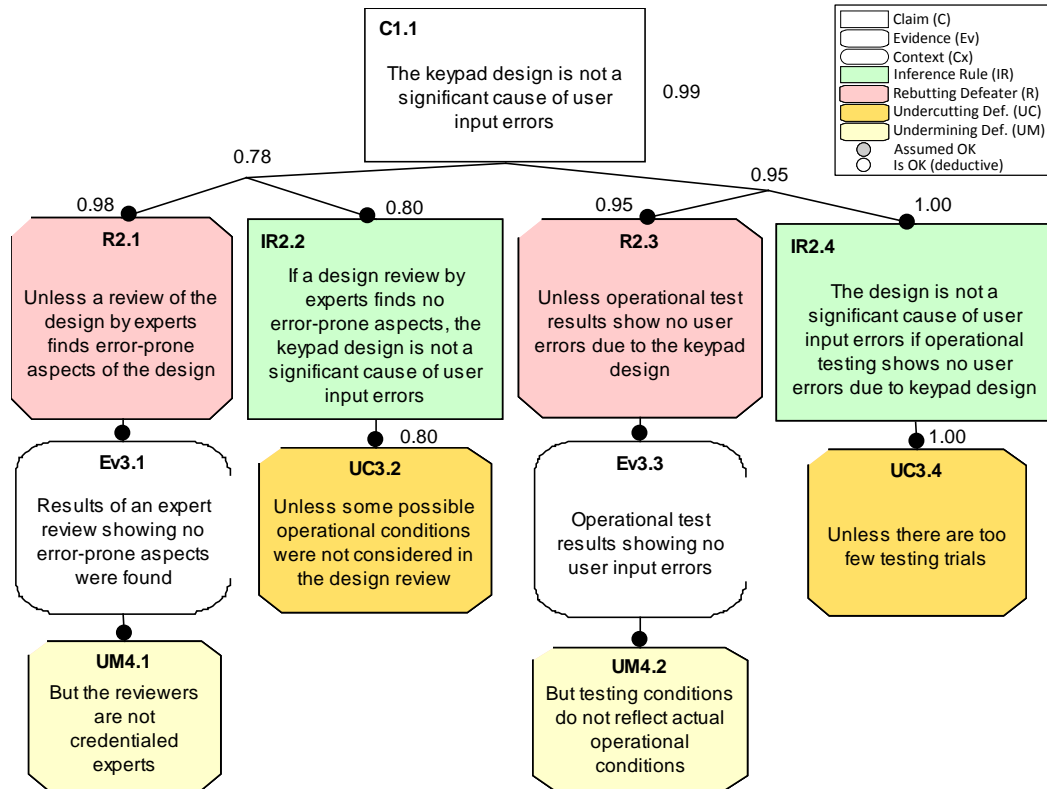 C1.1
The keypad design is not a
significant cause of user
input errors
0.99
Claim (C)
Evidence (Ev)
Context (Cx)
Inference Rule (IR)
Rebutting Defeater (R)
Undercutting Def. (UC)
Undermining Def. (UM)
Assumed OK
Is OK (deductive)
0.78
0.95
0.98
0.80
0.95
1.00
R2.1
Unless a review of the
design by experts
finds error-prone
aspects of the design
IR2.2
If a design review by
experts finds no
error-prone aspects, the
keypad design is not a
significant cause of user
input errors
R2.3
Unless operational test
results show no user
errors due to the keypad
design
IR2.4
The design is not a
significant cause of user
input errors if operational
testing shows no user
errors due to keypad design
0.80
1.00
Ev3.1
Results of an expert
review showing no
error-prone aspects
were found
UC3.2
Unless some possible
operational conditions
were not considered in
the design review
Ev3.3
Operational test
results showing no
user input errors
UC3.4
Unless there are too
few testing trials
UM4.1
But the reviewers
are not
credentialed
experts
UM4.2
But testing conditions
do not reflect actual
operational
conditions